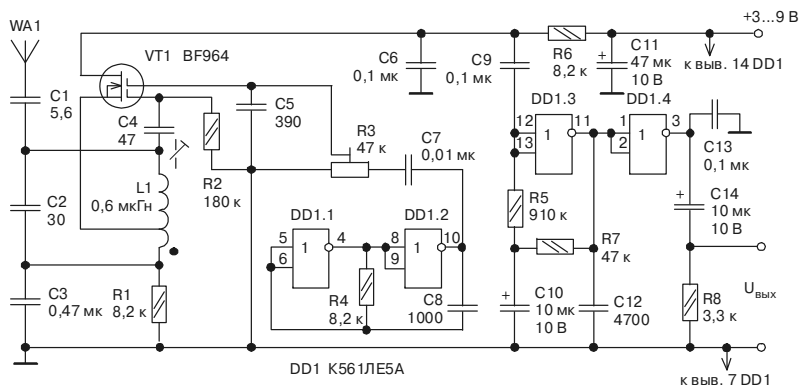 WA1
+3...9 В
VT1 BF964
C6
0,1 мк
C9
0,1 мк
R6
8,2 к
+
C11
47 мк
10 В
к выв. 14 DD1
C1
5,6
C4
47
C5
390
R3
47 к
C7
0,01 мк
DD1.3
12
13
1
11
DD1.4
1
2
1
3
C13
0,1 мк
R2
180 к
L1
0,6 мкГн
C2
30
R5
910 к
+
C14
10 мк
10 В
DD1.1
5
6
1
4
DD1.2
8
9
1
10
R7
47 к
C3
0,47 мк
R1
8,2 к
R4
8,2 к
C8
1000
+
C10
10 мк
10 В
C12
4700
R8
3,3 к
Uвых
DD1 К561ЛЕ5А
к выв. 7 DD1